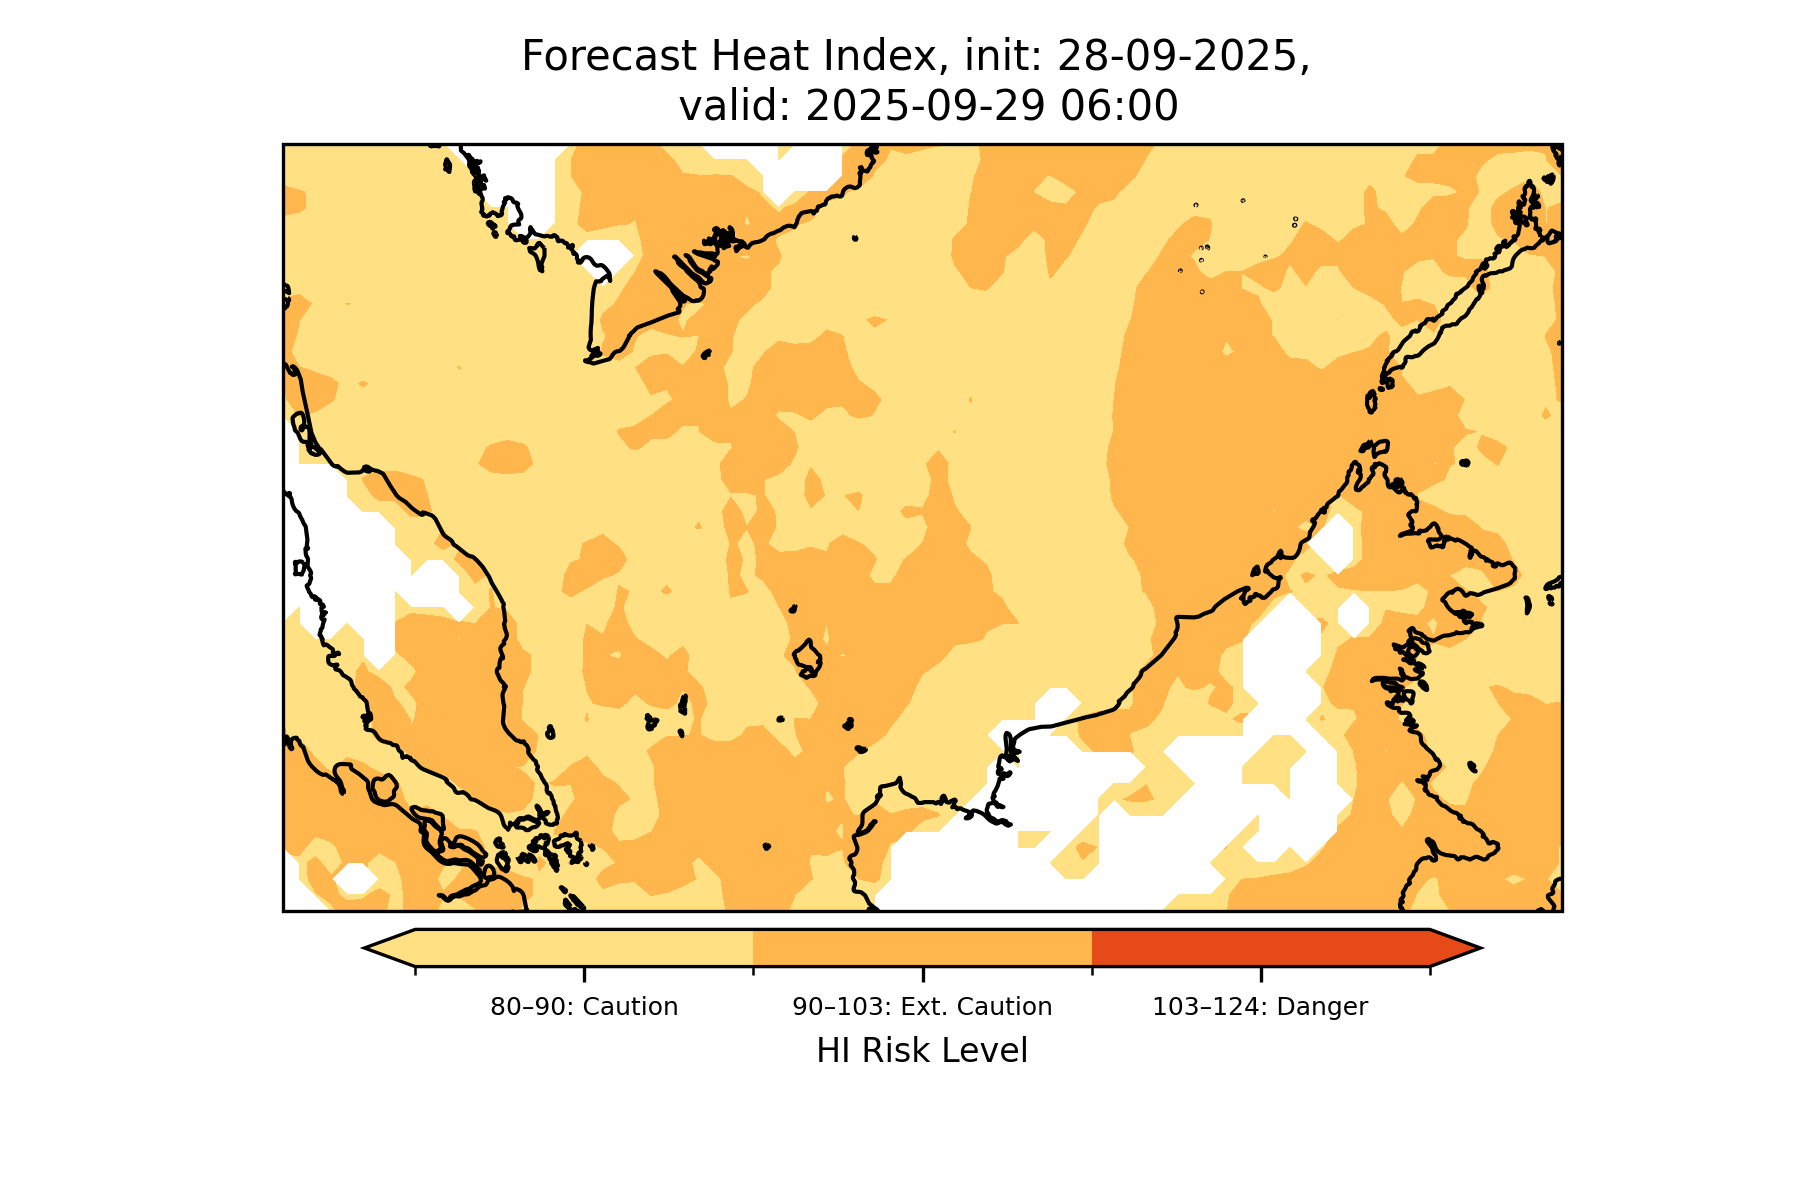 Forecast Heat Index, init: 28-09-2025,
valid: 2025-09-29 06:00
80–90: Caution
90–103: Ext. Caution
103–124: Danger
HI Risk Level